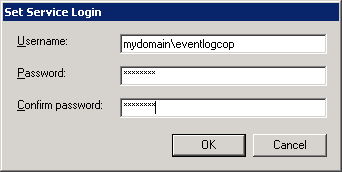 Set Service Login
Username:
mydomain\eventlogcop
Password:
********
Confirm password:
********
OK
Cancel